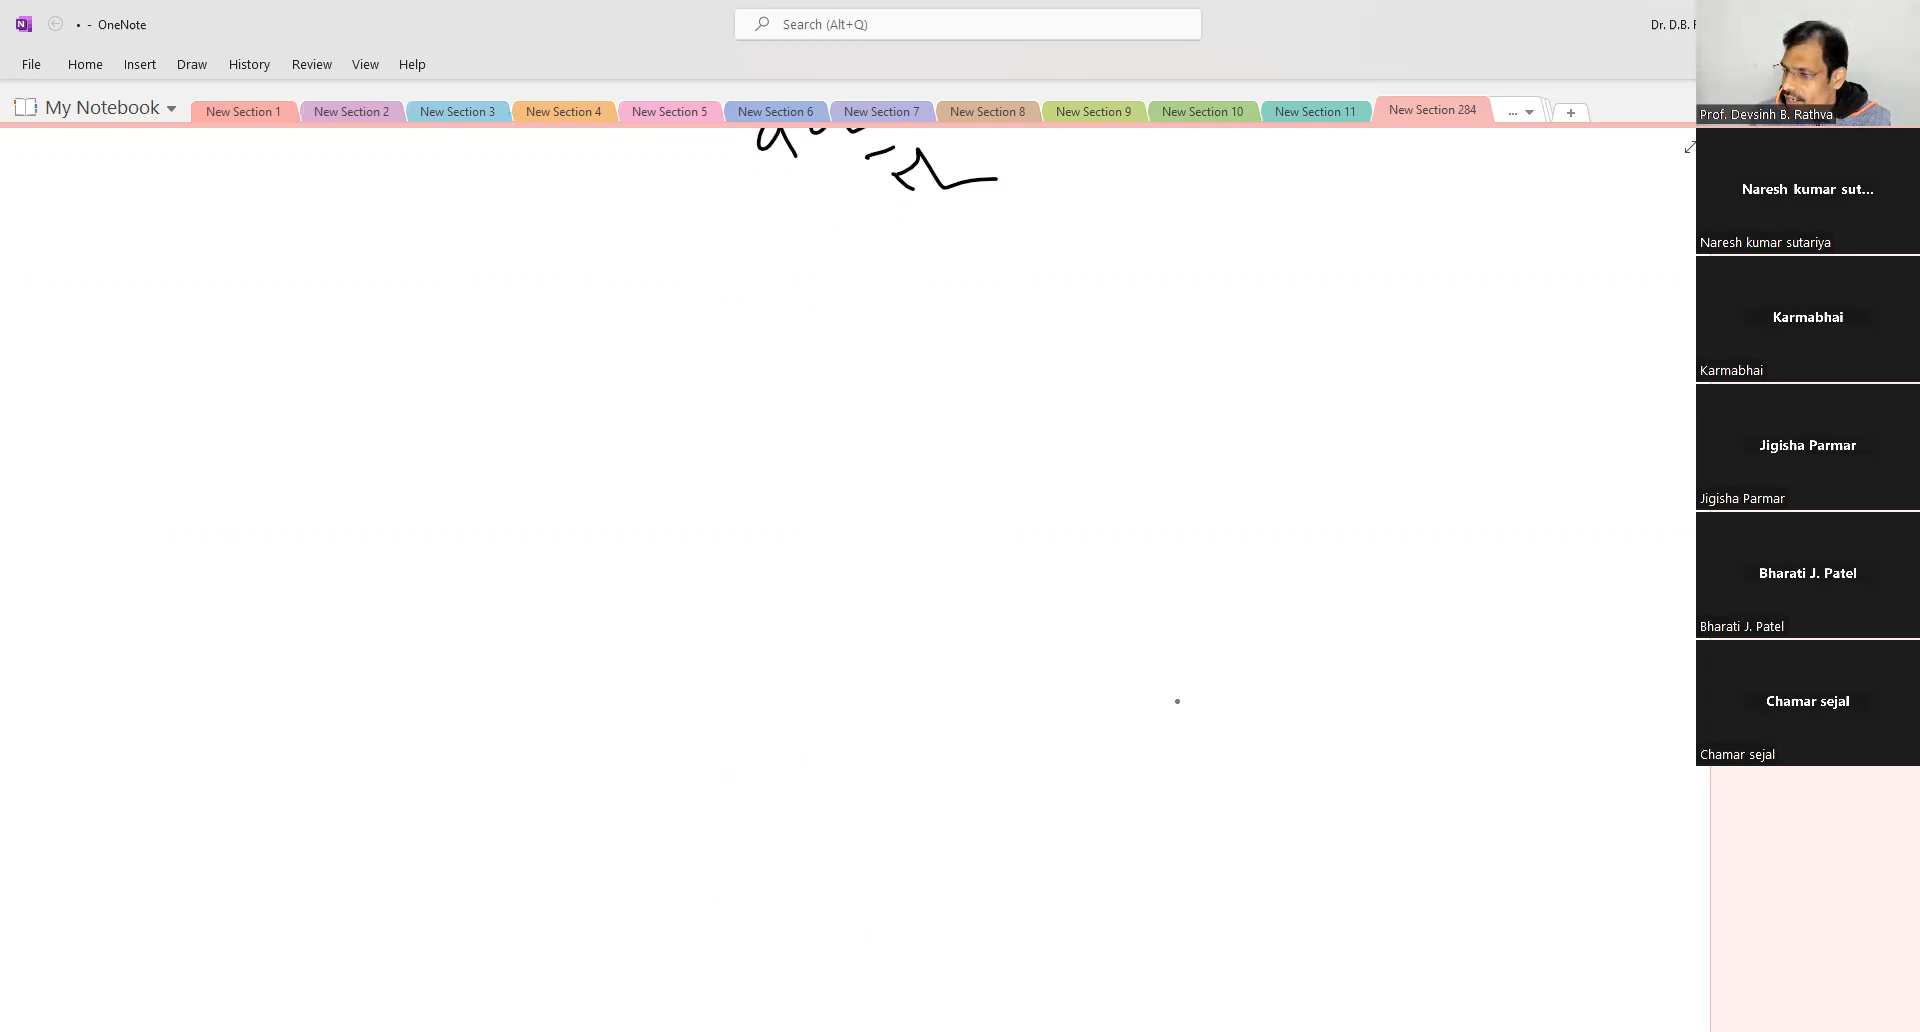 • - OneNote
Search (Alt+Q)
Dr. D.B.
File Home Insert Draw History Review View Help
My Notebook
New Section 1 New Section 2 New Section 3 New Section 4 New Section 5 New Section 6 New Section 7 New Section 8 New Section 9 New Section 10 New Section 11 New Section 284 ... +
Prof. Devsinh B. Rathva
Naresh kumar sut...
Naresh kumar sutariya
Karmabhai
Karmabhai
Jigisha Parmar
Jigisha Parmar
Bharati J. Patel
Bharati J. Patel
Chamar sejal
Chamar sejal